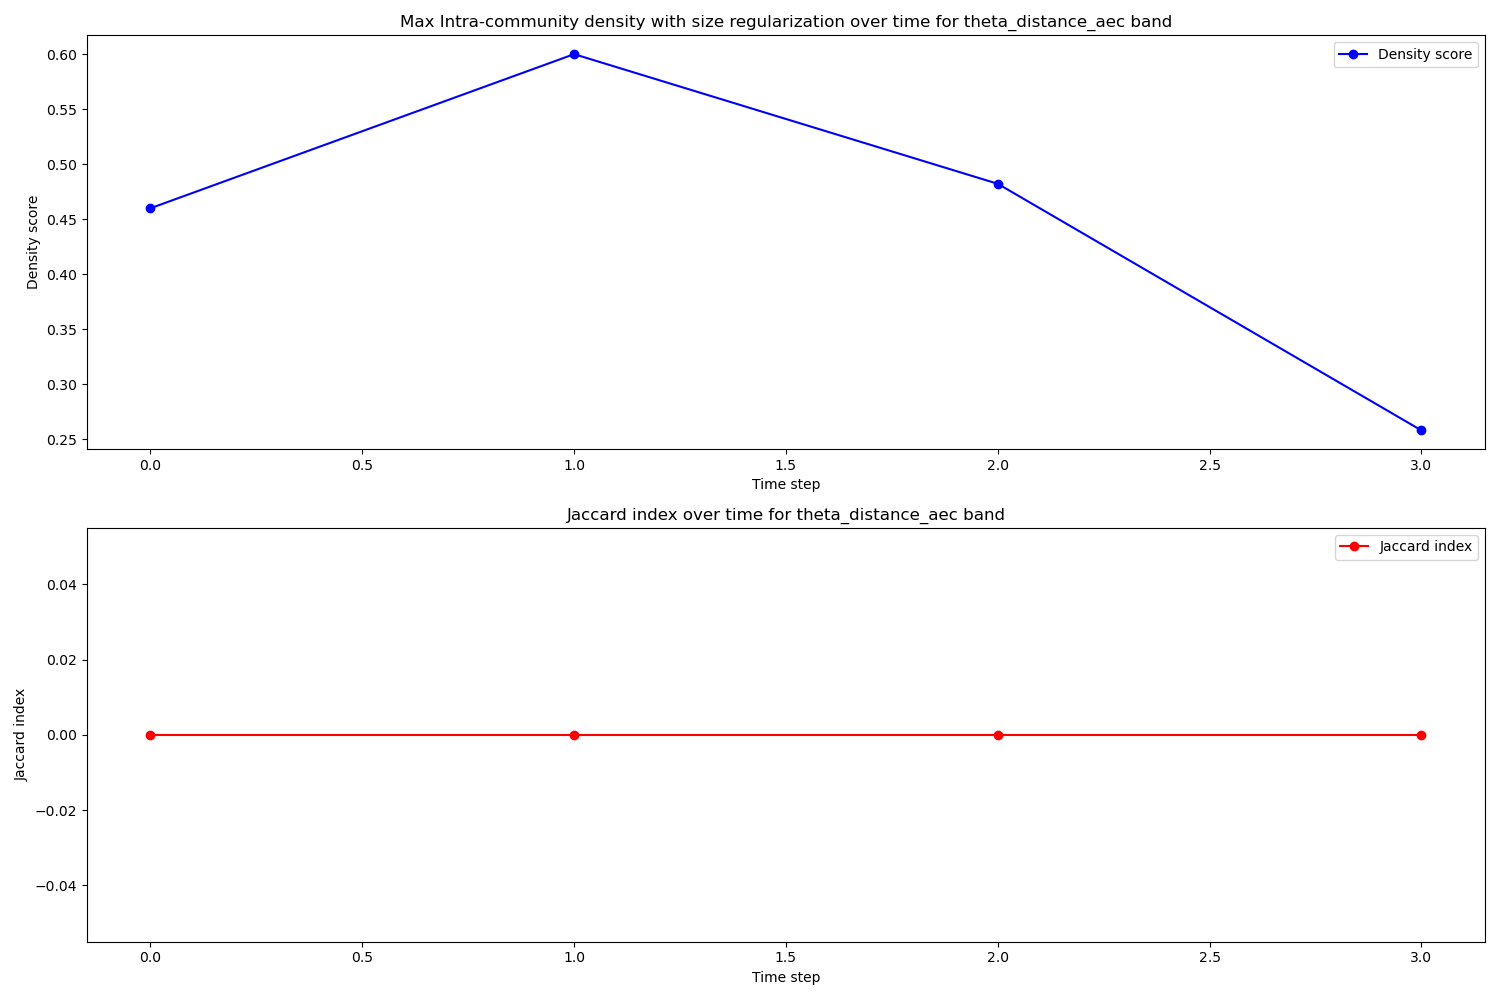 Max Intra-community density with size regularization over time for theta_distance_aec band
Density score
0.60
0.55
0.50
0.45
0.40
0.35
0.30
0.25
Density score
0.0 0.5 1.0 1.5 2.0 2.5 3.0
Time step
Jaccard index over time for theta_distance_aec band
Jaccard index
0.04
0.02
0.00
−0.02
−0.04
Jaccard index
0.0 0.5 1.0 1.5 2.0 2.5 3.0
Time step